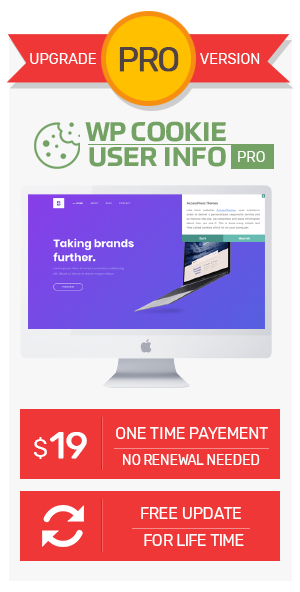 UPGRADE PRO VERSION
WP COOKIE
USER INFO PRO
Taking brands
further.
$19
ONE TIME PAYEMENT
NO RENEWAL NEEDED
FREE UPDATE
FOR LIFE TIME